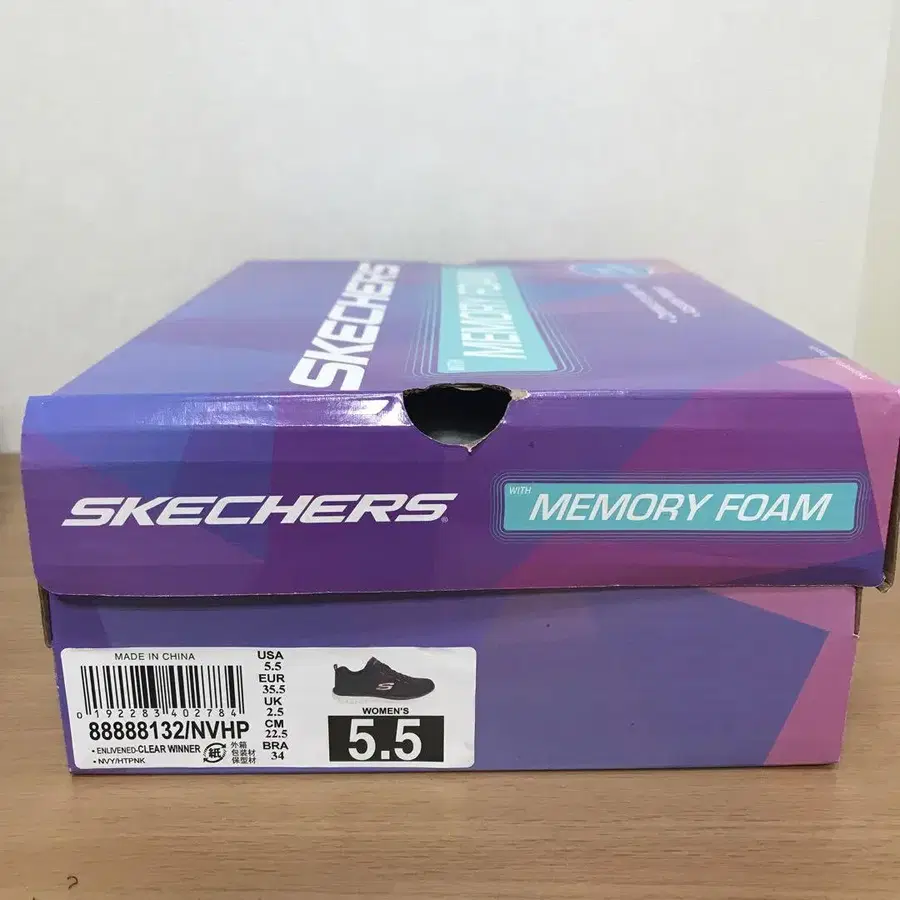 SKECHERS
WITH MEMORY FOAM
SKECHERS
WITH MEMORY FOAM
MADE IN CHINA
0 192283 402784
88888132/NVHP
• ENLIVENED-CLEAR WINNER
• NVY/HTPNK
紙
外箱
包装材
保型材
USA
5.5
EUR
35.5
UK
2.5
CM
22.5
BRA
34
WOMEN'S
5.5